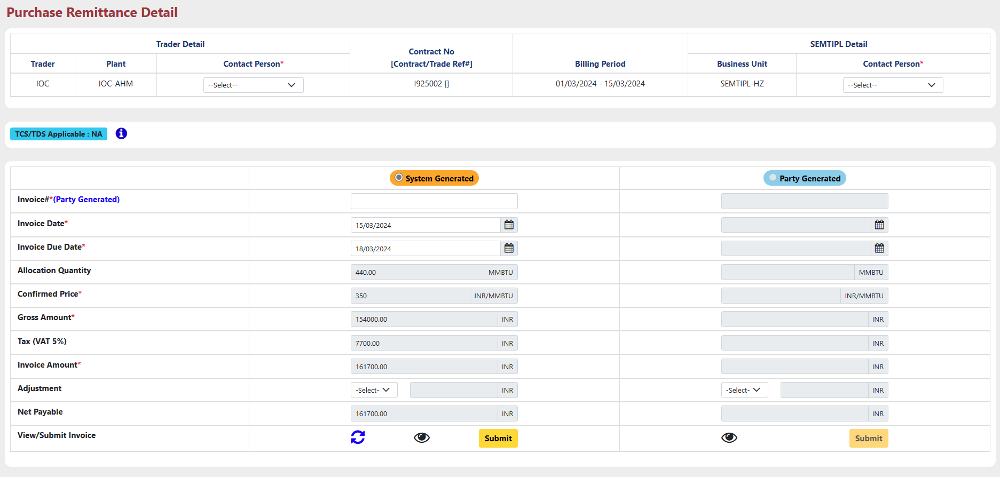 Purchase Remittance Detail
Trader Detail
Contract No
[Contract/Trade Ref#]
Billing Period
SEMTIPL Detail
Trader Plant Contact Person* Business Unit Contact Person*
IOC IOC-AHM --Select-- I925002 [] 01/03/2024 - 15/03/2024 SEMTIPL-HZ --Select--
TCS/TDS Applicable : NA
System Generated Party Generated
Invoice#*(Party Generated)
Invoice Date* 15/03/2024
Invoice Due Date* 18/03/2024
Allocation Quantity 440.00 MMBTU MMBTU
Confirmed Price* 350 INR/MMBTU INR/MMBTU
Gross Amount* 154000.00 INR INR
Tax (VAT 5%) 7700.00 INR INR
Invoice Amount* 161700.00 INR INR
Adjustment -Select- INR -Select- INR
Net Payable 161700.00 INR INR
View/Submit Invoice Submit Submit